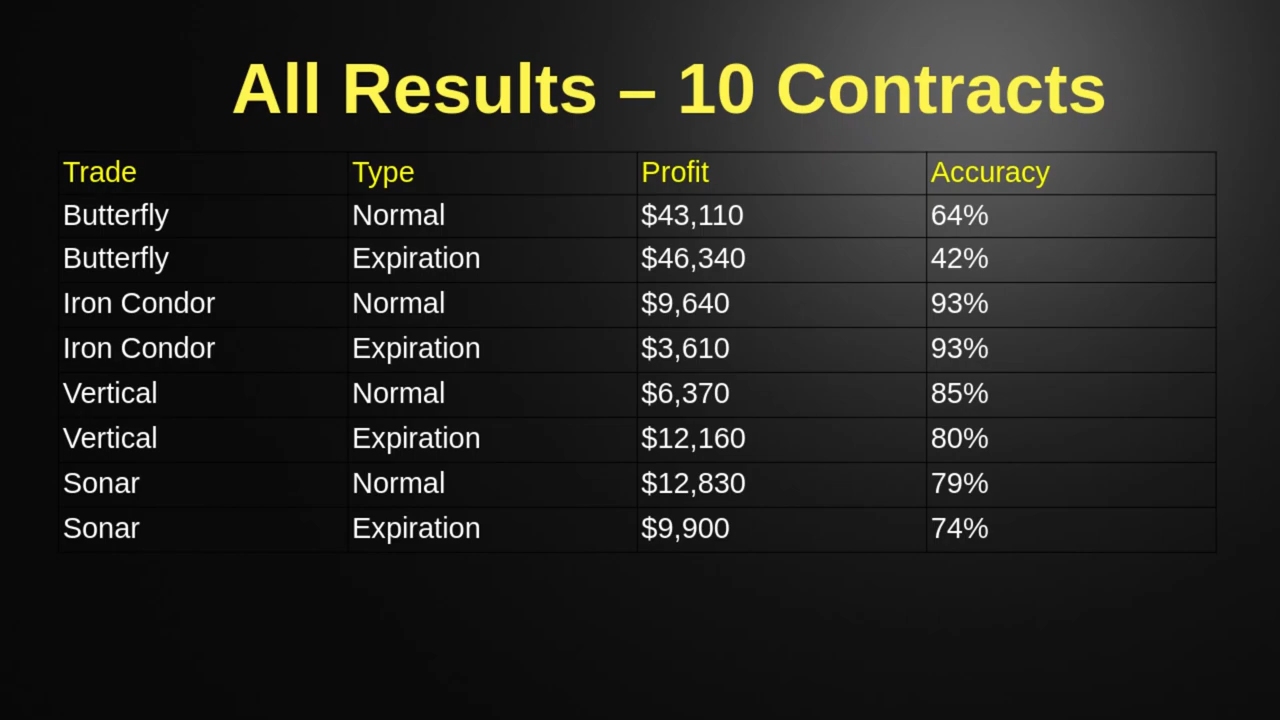 All Results – 10 Contracts
Trade Type Profit Accuracy
Butterfly Normal $43,110 64%
Butterfly Expiration $46,340 42%
Iron Condor Normal $9,640 93%
Iron Condor Expiration $3,610 93%
Vertical Normal $6,370 85%
Vertical Expiration $12,160 80%
Sonar Normal $12,830 79%
Sonar Expiration $9,900 74%